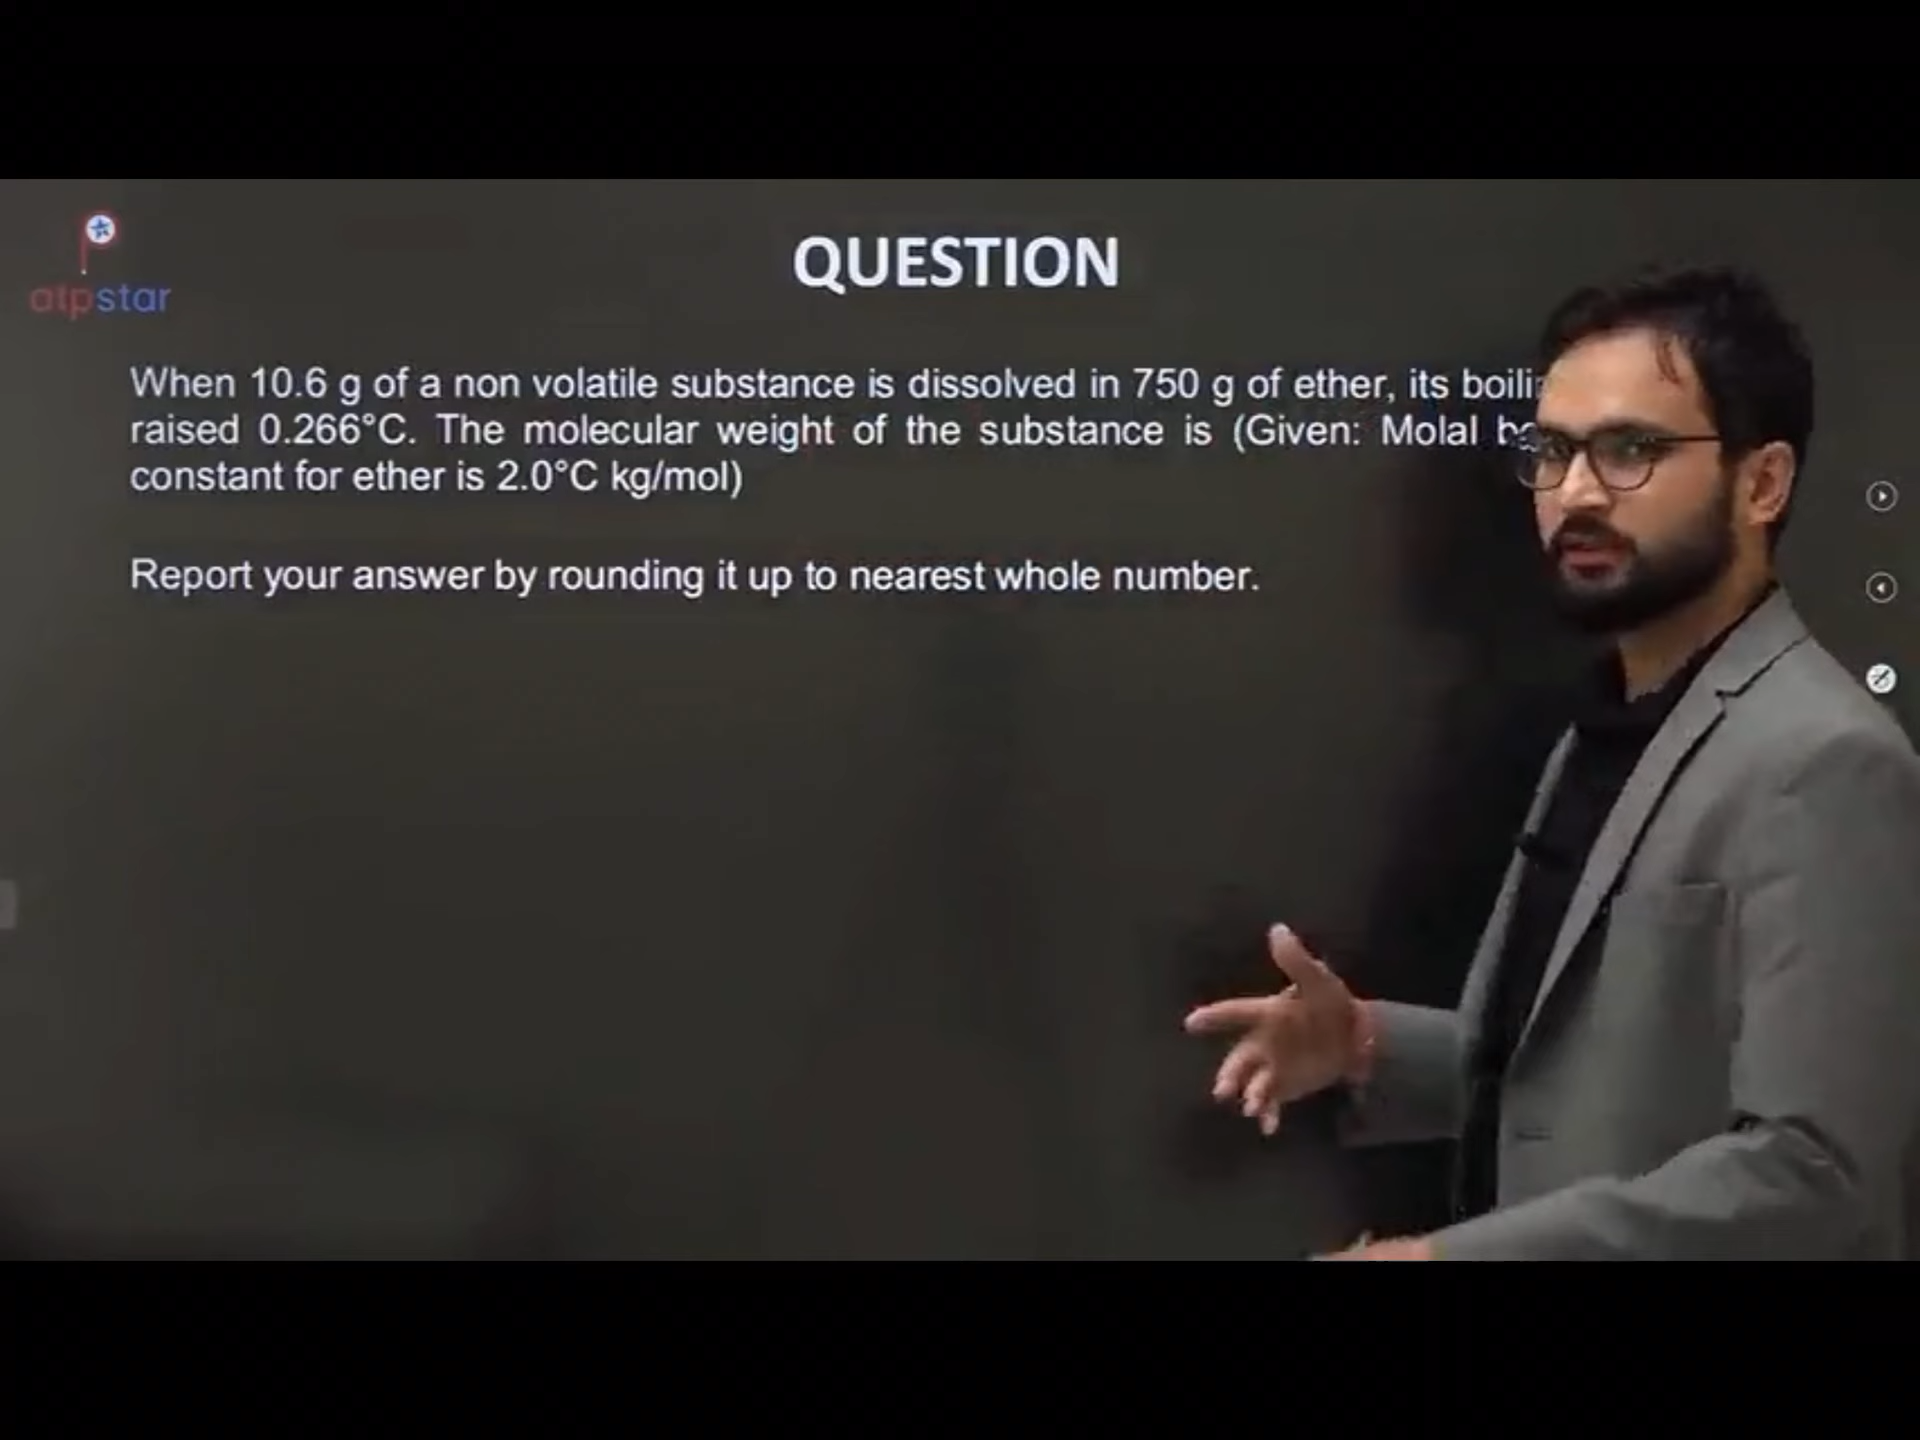 atpstar
QUESTION
When 10.6 g of a non volatile substance is dissolved in 750 g of ether, its
raised 0.266°C. The molecular weight of the substance is (Given: Molal
constant for ether is 2.0°C kg/mol)
Report your answer by rounding it up to nearest whole number.